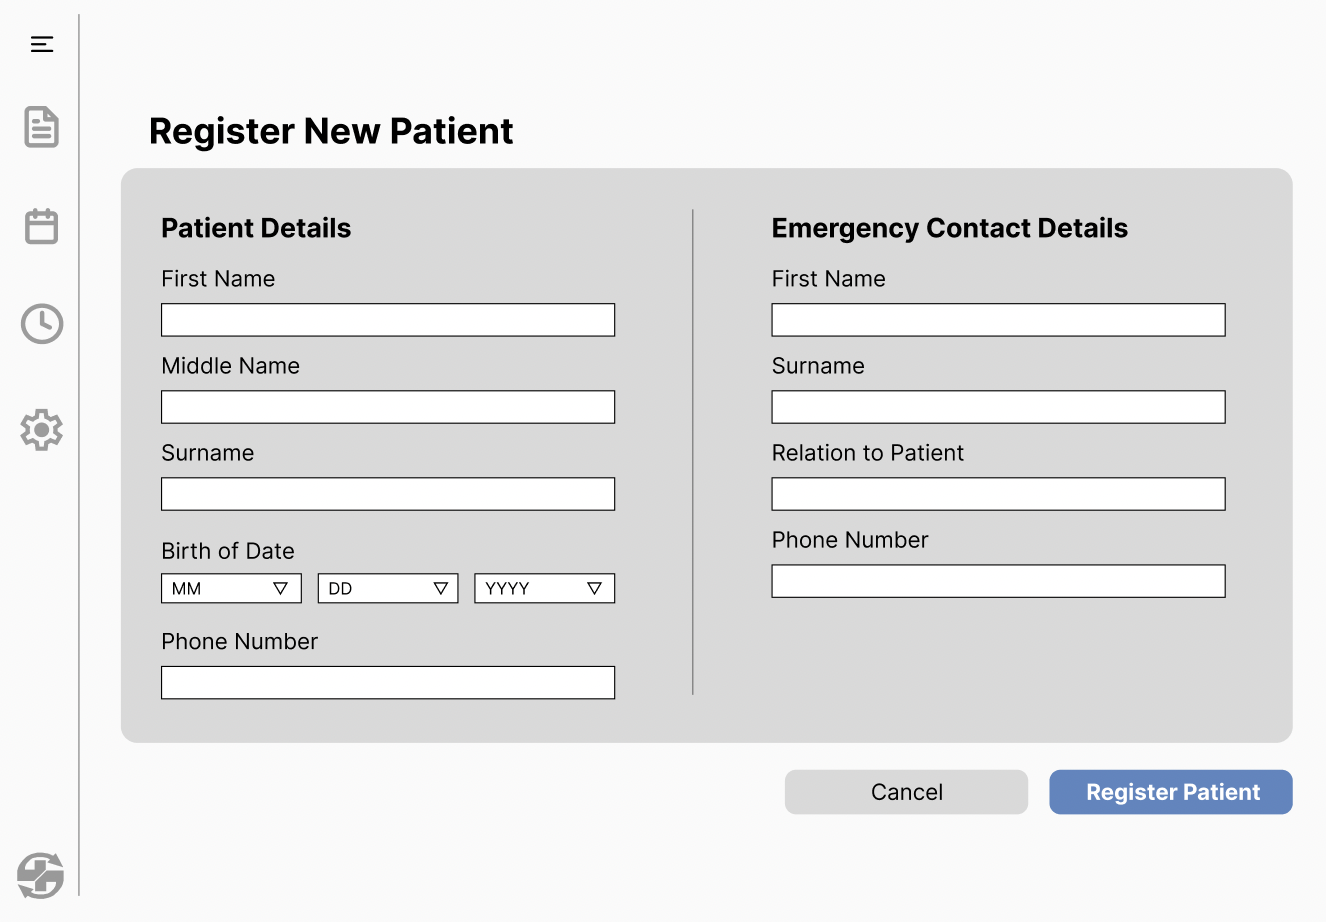 Register New Patient
Patient Details
First Name
Middle Name
Surname
Birth of Date
MM
DD
YYYY
Phone Number
Emergency Contact Details
First Name
Surname
Relation to Patient
Phone Number
Cancel
Register Patient